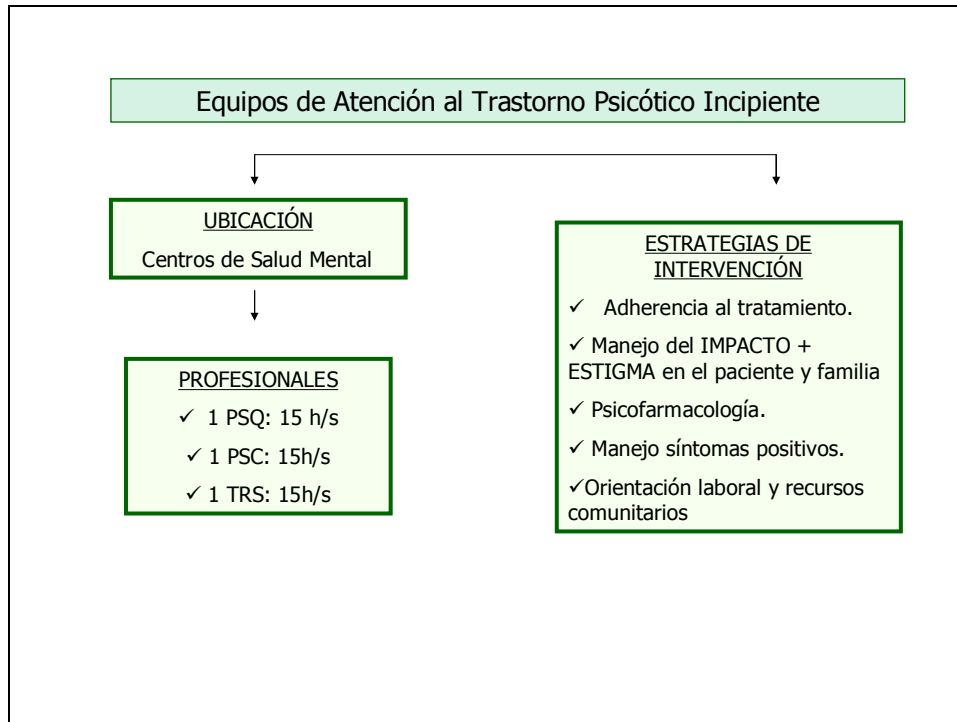 Equipos de Atención al Trastorno Psicótico Incipiente
UBICACIÓN
Centros de Salud Mental
PROFESIONALES
✓ 1 PSQ: 15 h/s
✓ 1 PSC: 15h/s
✓ 1 TRS: 15h/s
ESTRATEGIAS DE
INTERVENCIÓN
✓ Adherencia al tratamiento.
✓ Manejo del IMPACTO +
ESTIGMA en el paciente y familia
✓ Psicofarmacología.
✓ Manejo síntomas positivos.
✓Orientación laboral y recursos
comunitarios